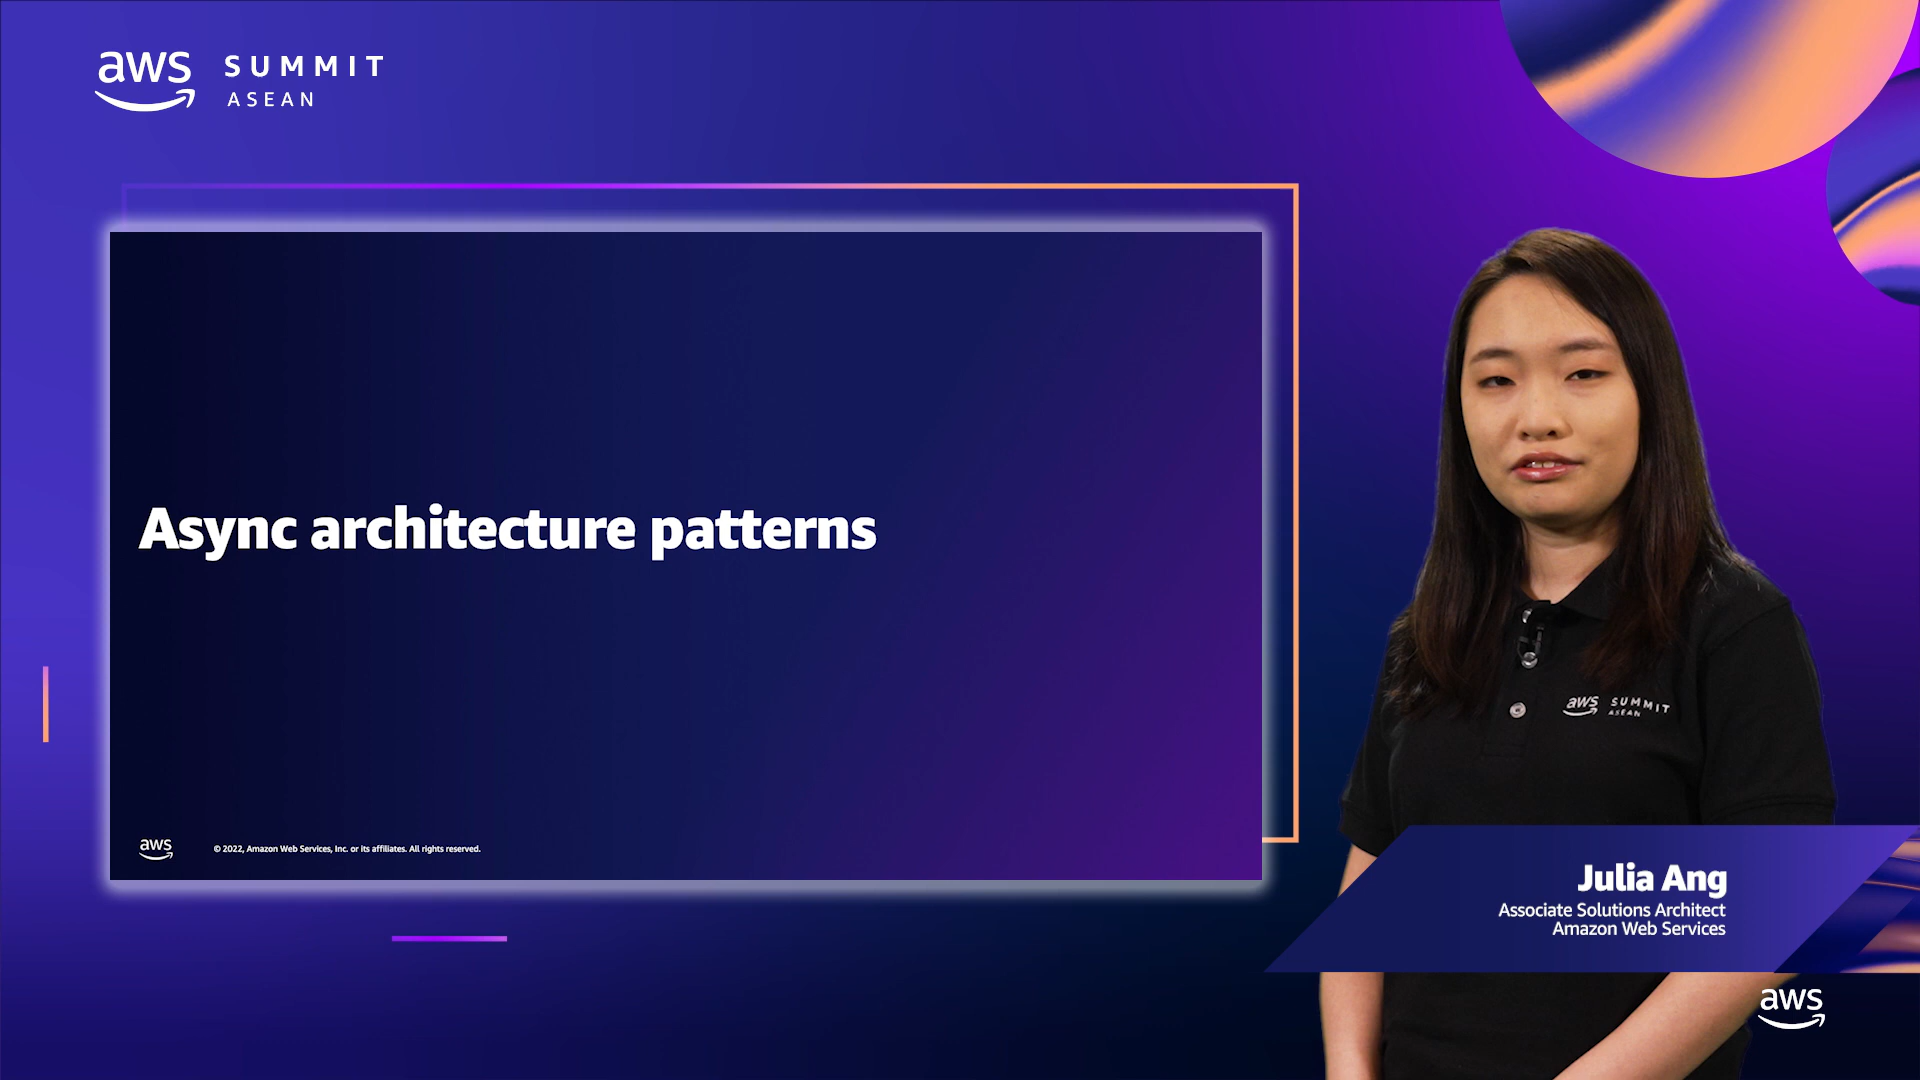 aws SUMMIT
ASEAN
Async architecture patterns
aws © 2022, Amazon Web Services, Inc. or its affiliates. All rights reserved.
aws SUMMIT
ASEAN
Julia Ang
Associate Solutions Architect
Amazon Web Services
aws